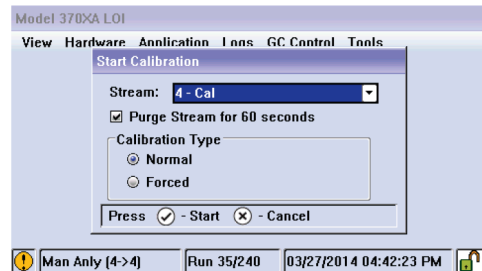 Model 370XA LOI
View Hardware Application Logs GC Control Tools
Start Calibration
Stream: 4 - Cal
Purge Stream for 60 seconds
Calibration Type
Normal
Forced
Press - Start - Cancel
Man Anly (4->4) Run 35/240 03/27/2014 04:42:23 PM